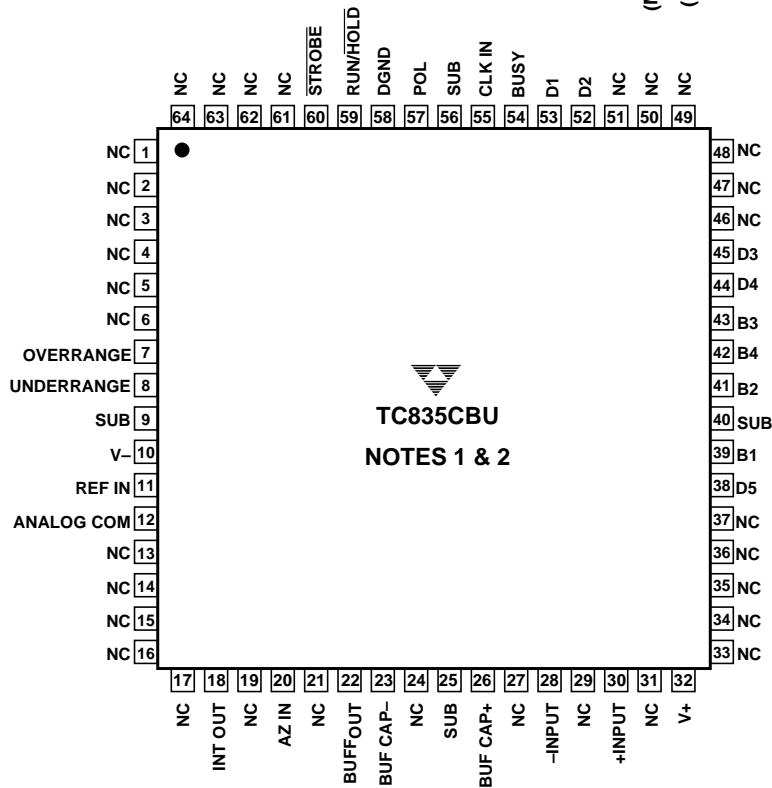 NC
NC
NC
NC
STROBE
RUN/HOLD
DGND
POL
SUB
CLK IN
BUSY
D1
D2
NC
NC
NC
64 63 62 61 60 59 58 57 56 55 54 53 52 51 50 49
NC 1
NC 2
NC 3
NC 4
NC 5
NC 6
OVERRANGE 7
UNDERRANGE 8
SUB 9
V– 10
REF IN 11
ANALOG COM 12
NC 13
NC 14
NC 15
NC 16
TC835CBU
NOTES 1 & 2
48 NC
47 NC
46 NC
45 D3
44 D4
43 B3
42 B4
41 B2
40 SUB
39 B1
38 D5
37 NC
36 NC
35 NC
34 NC
33 NC
17 18 19 20 21 22 23 24 25 26 27 28 29 30 31 32
NC
INT OUT
NC
AZ IN
NC
BUFFOUT
BUF CAP–
NC
SUB
BUF CAP+
NC
–INPUT
NC
+INPUT
NC
V+